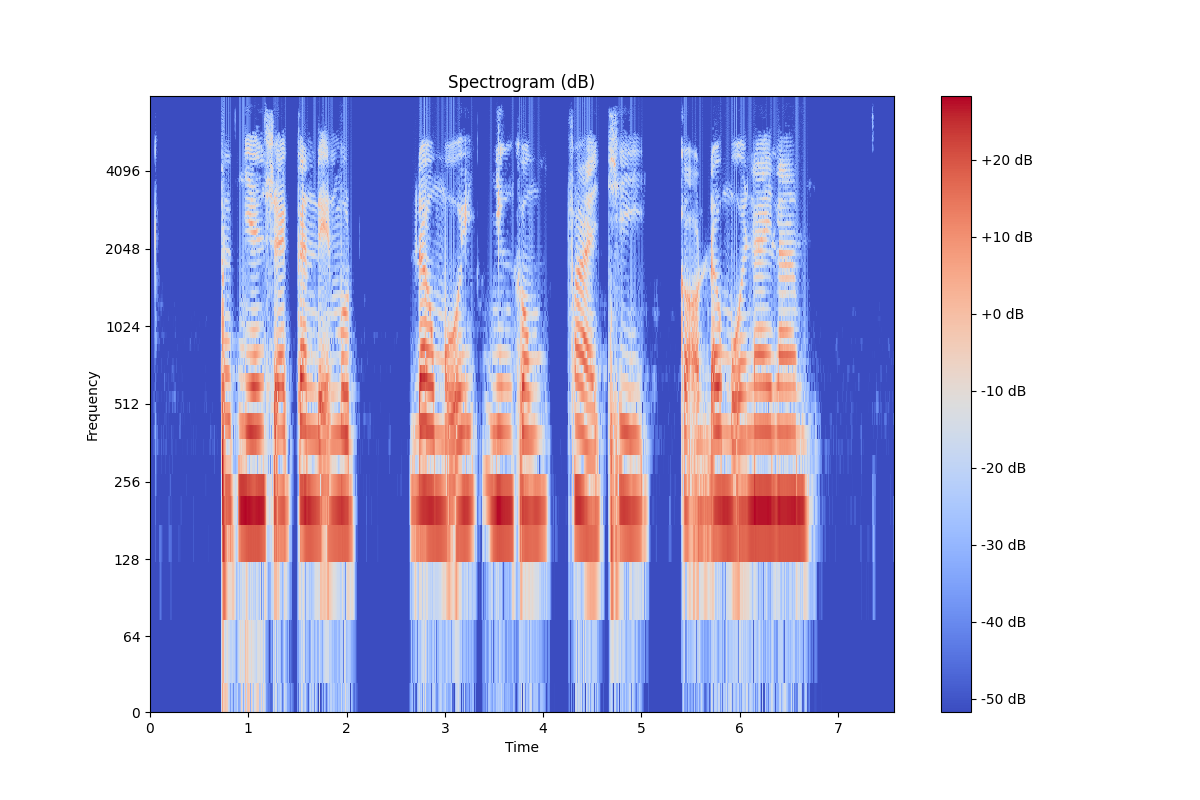 Spectrogram (dB)
Frequency
4096
2048
1024
512
256
128
64
0
0 1 2 3 4 5 6 7
Time
+20 dB
+10 dB
+0 dB
-10 dB
-20 dB
-30 dB
-40 dB
-50 dB